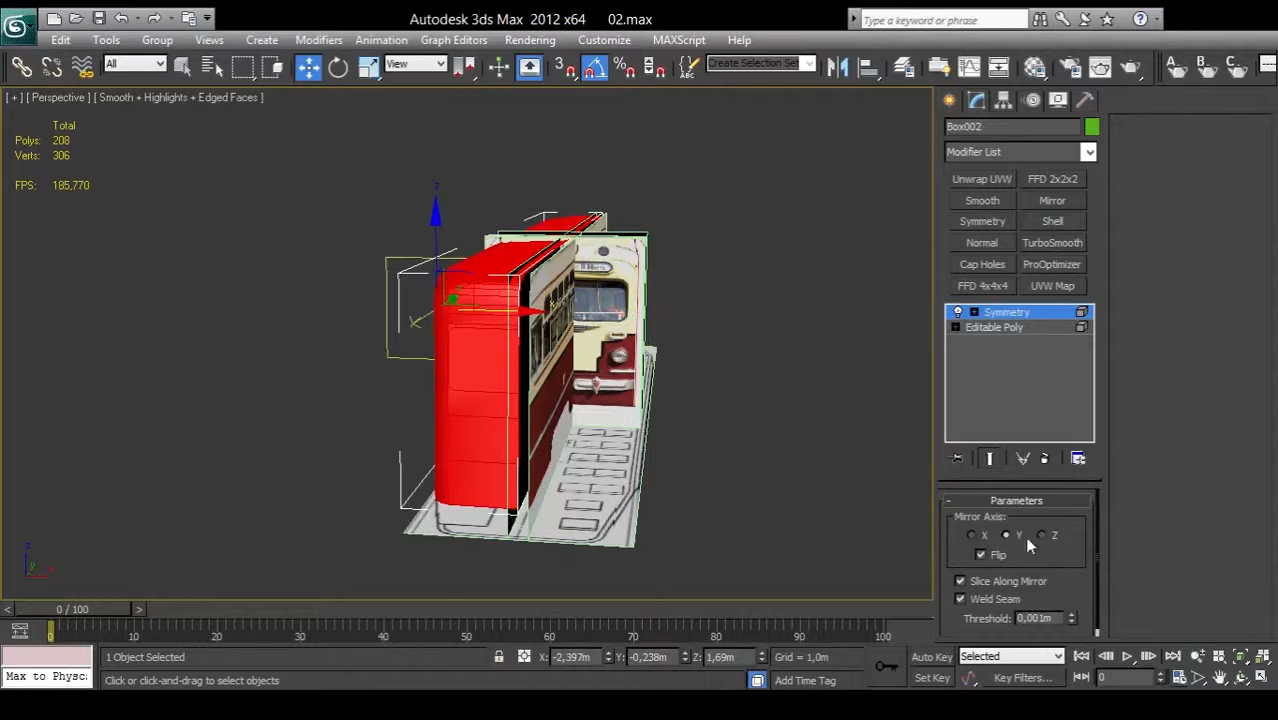 Autodesk 3ds Max 2012 x64 02.max
Type a keyword or phrase
Edit Tools Group Views Create Modifiers Animation Graph Editors Rendering Customize MAXScript Help
All View 3 Create Selection Set A B C
[ + ] [ Perspective ] [ Smooth + Highlights + Edged Faces ]
Total
Polys: 208
Verts: 306
FPS: 185,770
Box002
Modifier List
Unwrap UVW FFD 2x2x2
Smooth Mirror
Symmetry Shell
Normal TurboSmooth
Cap Holes ProOptimizer
FFD 4x4x4 UVW Map
Symmetry
Editable Poly
Parameters
Mirror Axis:
X Y Z
Flip
Slice Along Mirror
Weld Seam
Threshold: 0,001m
0 / 100
0 10 20 30 40 50 60 70 80 90 100
1 Object Selected X: -2,397m Y: -0,238m Z: 1,69m Grid = 1,0m Auto Key Selected
Max to Physc Click or click-and-drag to select objects Add Time Tag Set Key Key Filters... 0